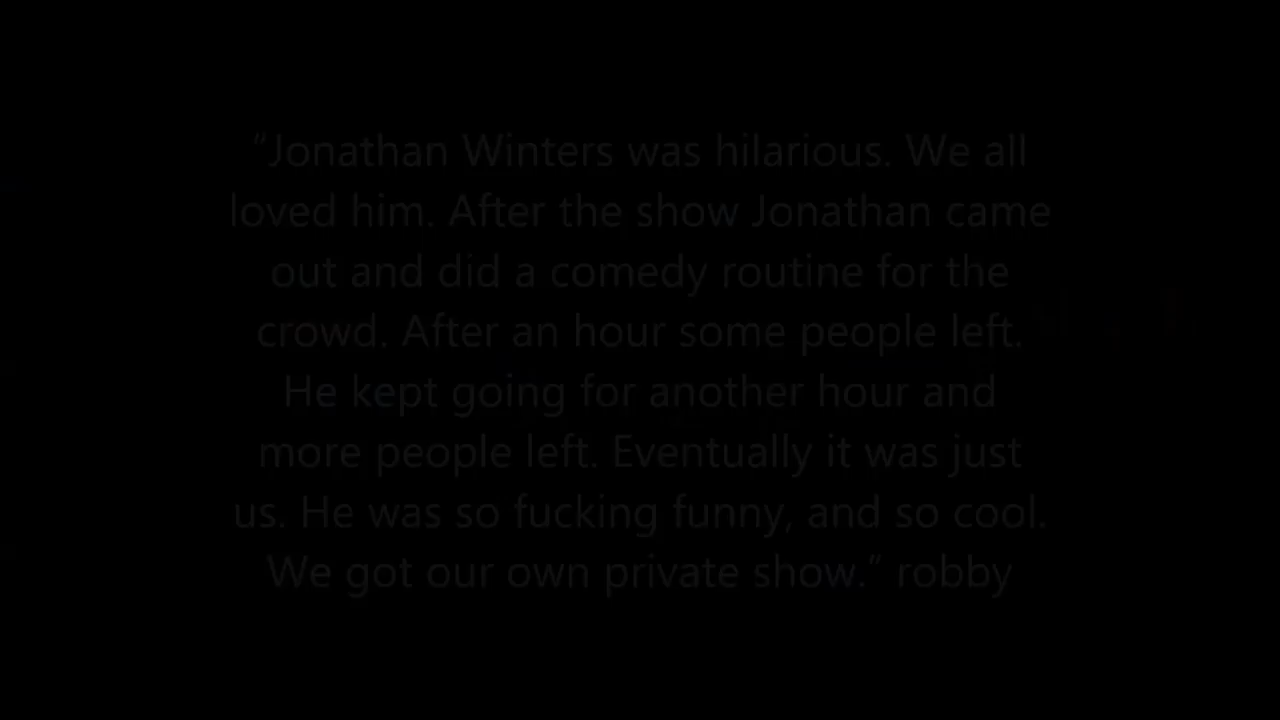 "Jonathan Winters was hilarious. We all
loved him. After the show Jonathan came
out and did a comedy routine for the
crowd. After an hour some people left.
He kept going for another hour and
more people left. Eventually it was just
us. He was so fucking funny, and so cool.
We got our own private show." robby